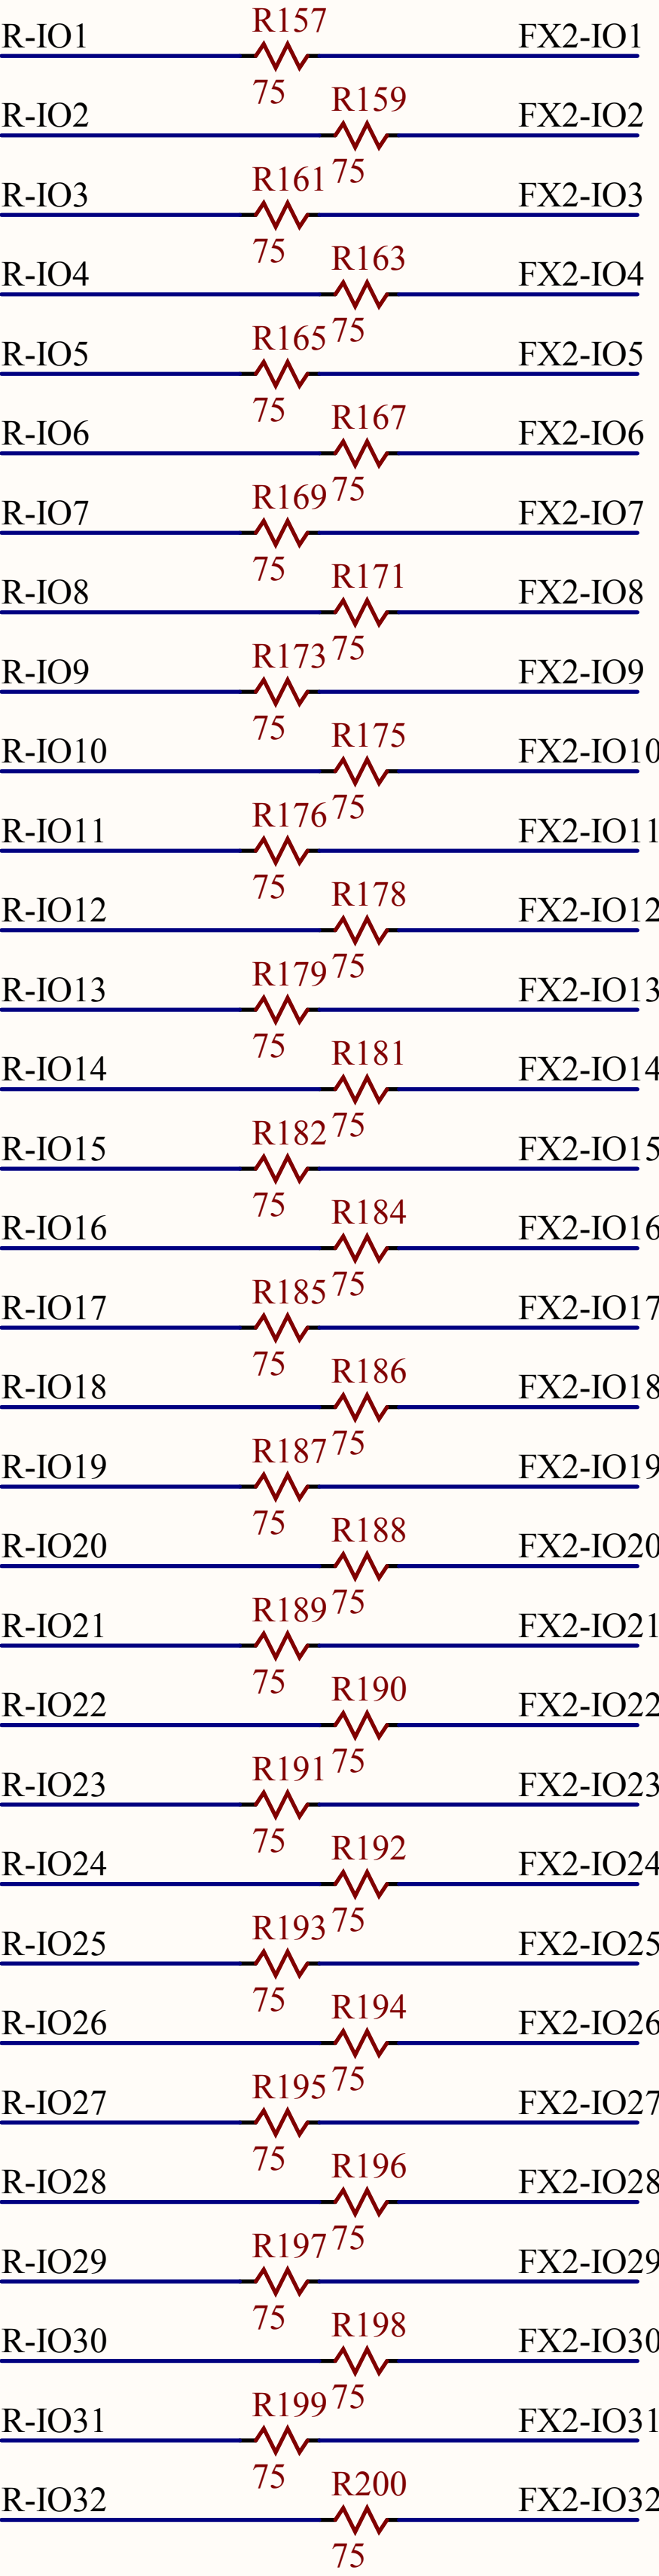 R-IO1 R157 FX2-IO1
75
R-IO2 R159 FX2-IO2
75
R-IO3 R161 FX2-IO3
75
R-IO4 R163 FX2-IO4
75
R-IO5 R165 FX2-IO5
75
R-IO6 R167 FX2-IO6
75
R-IO7 R169 FX2-IO7
75
R-IO8 R171 FX2-IO8
75
R-IO9 R173 FX2-IO9
75
R-IO10 R175 FX2-IO10
75
R-IO11 R176 FX2-IO11
75
R-IO12 R178 FX2-IO12
75
R-IO13 R179 FX2-IO13
75
R-IO14 R181 FX2-IO14
75
R-IO15 R182 FX2-IO15
75
R-IO16 R184 FX2-IO16
75
R-IO17 R185 FX2-IO17
75
R-IO18 R186 FX2-IO18
75
R-IO19 R187 FX2-IO19
75
R-IO20 R188 FX2-IO20
75
R-IO21 R189 FX2-IO21
75
R-IO22 R190 FX2-IO22
75
R-IO23 R191 FX2-IO23
75
R-IO24 R192 FX2-IO24
75
R-IO25 R193 FX2-IO25
75
R-IO26 R194 FX2-IO26
75
R-IO27 R195 FX2-IO27
75
R-IO28 R196 FX2-IO28
75
R-IO29 R197 FX2-IO29
75
R-IO30 R198 FX2-IO30
75
R-IO31 R199 FX2-IO31
75
R-IO32 R200 FX2-IO32
75